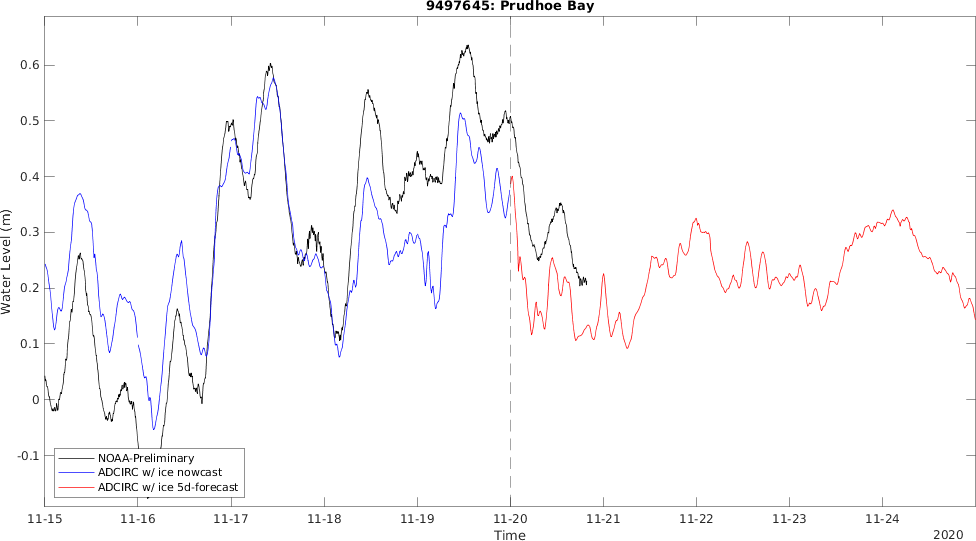 9497645: Prudhoe Bay
Water Level (m)
0.6
0.5
0.4
0.3
0.2
0.1
0
-0.1
NOAA-Preliminary
ADCIRC w/ ice nowcast
ADCIRC w/ ice 5d-forecast
11-15 11-16 11-17 11-18 11-19 11-20 11-21 11-22 11-23 11-24
Time
2020